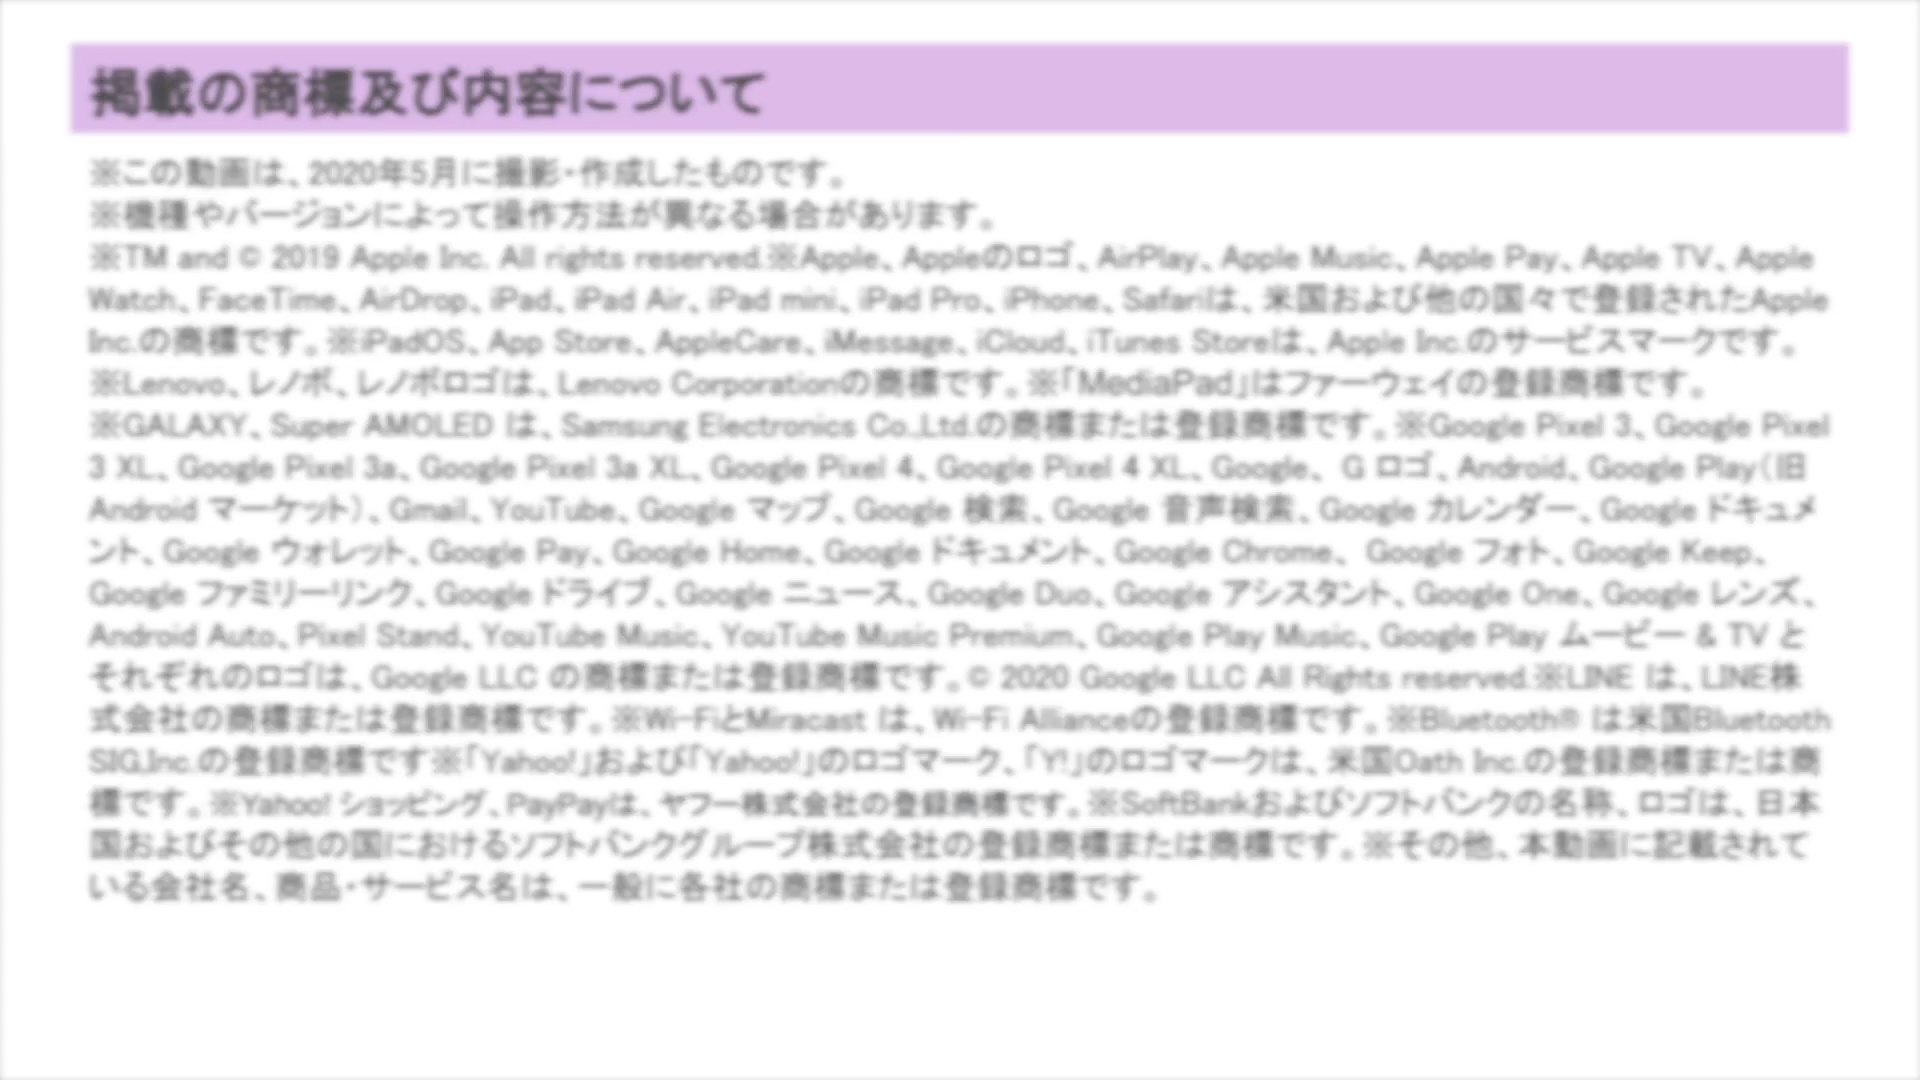 掲載の商標及び内容について
※この動画は、2020年5月に撮影・作成したものです。
※機種やバージョンによって操作方法が異なる場合があります。
※TM and © 2019 Apple Inc. All rights reserved.※Apple、Appleのロゴ、AirPlay、Apple Music、Apple Pay、Apple TV、Apple
Watch、FaceTime、AirDrop、iPad、iPad Air、iPad mini、iPad Pro、iPhone、Safariは、米国および他の国々で登録されたApple
Inc.の商標です。※iPadOS、App Store、AppleCare、iMessage、iCloud、iTunes Storeは、Apple Inc.のサービスマークです。
※Lenovo、レノボ、レノボロゴは、Lenovo Corporationの商標です。※｢MediaPad｣はファーウェイの登録商標です。
※GALAXY、Super AMOLED は、Samsung Electronics Co.,Ltd.の商標または登録商標です。※Google Pixel 3、Google Pixel
3 XL、Google Pixel 3a、Google Pixel 3a XL、Google Pixel 4、Google Pixel 4 XL、Google、 G ロゴ、Android、Google Play（旧
Android マーケット）、Gmail、YouTube、Google マップ、Google 検索、Google 音声検索、Google カレンダー、Google ドキュメ
ント、Google ウォレット、Google Pay、Google Home、Google ドキュメント、Google Chrome、 Google フォト、Google Keep、
Google ファミリーリンク、Google ドライブ、Google ニュース、Google Duo、Google アシスタント、Google One、Google レンズ、
Android Auto、Pixel Stand、YouTube Music、YouTube Music Premium、Google Play Music、Google Play ムービー & TV と
それぞれのロゴは、Google LLC の商標または登録商標です。© 2020 Google LLC All Rights reserved.※LINE は、LINE株
式会社の商標または登録商標です。※Wi-FiとMiracast は、Wi-Fi Allianceの登録商標です。※Bluetooth® は米国Bluetooth
SIG,Inc.の登録商標です※「Yahoo!」および「Yahoo!」のロゴマーク、「Y!」のロゴマークは、米国Oath Inc.の登録商標または商
標です。※Yahoo! ショッピング、PayPayは、ヤフー株式会社の登録商標です。※SoftBankおよびソフトバンクの名称、ロゴは、日本
国およびその他の国におけるソフトバンクグループ株式会社の登録商標または商標です。※その他、本動画に記載されて
いる会社名、商品・サービス名は、一般に各社の商標または登録商標です。